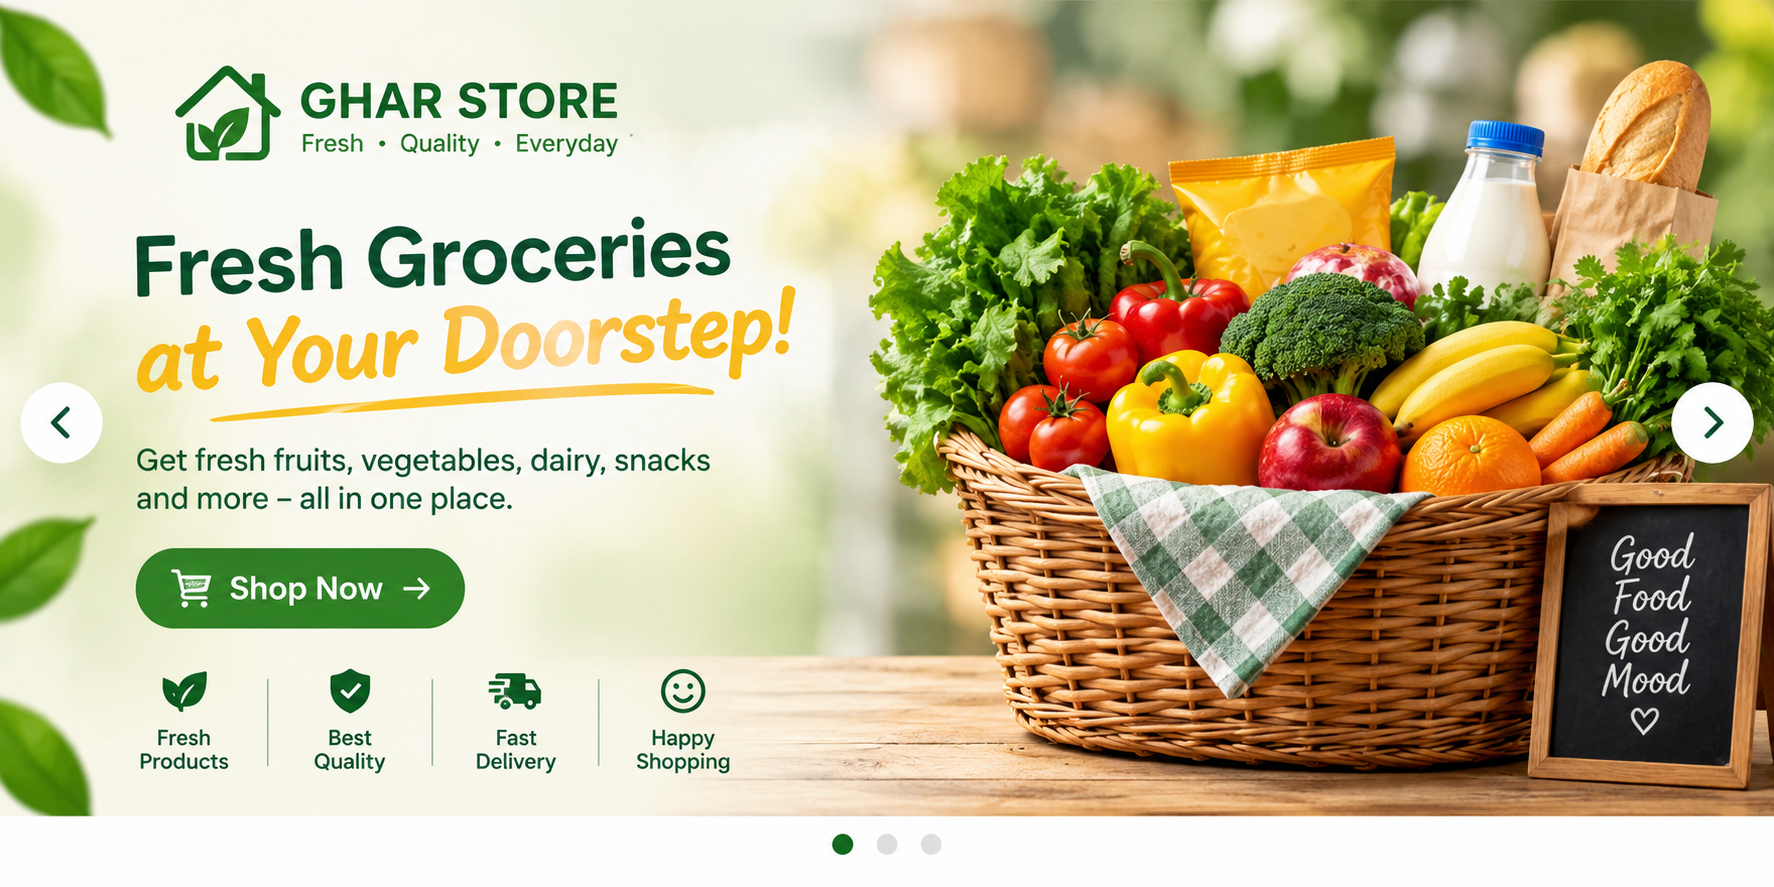 GHAR STORE
Fresh • Quality • Everyday
Fresh Groceries
at Your Doorstep!
Get fresh fruits, vegetables, dairy, snacks
and more – all in one place.
Shop Now →
Fresh
Products
Best
Quality
Fast
Delivery
Happy
Shopping
Good
Food
Good
Mood